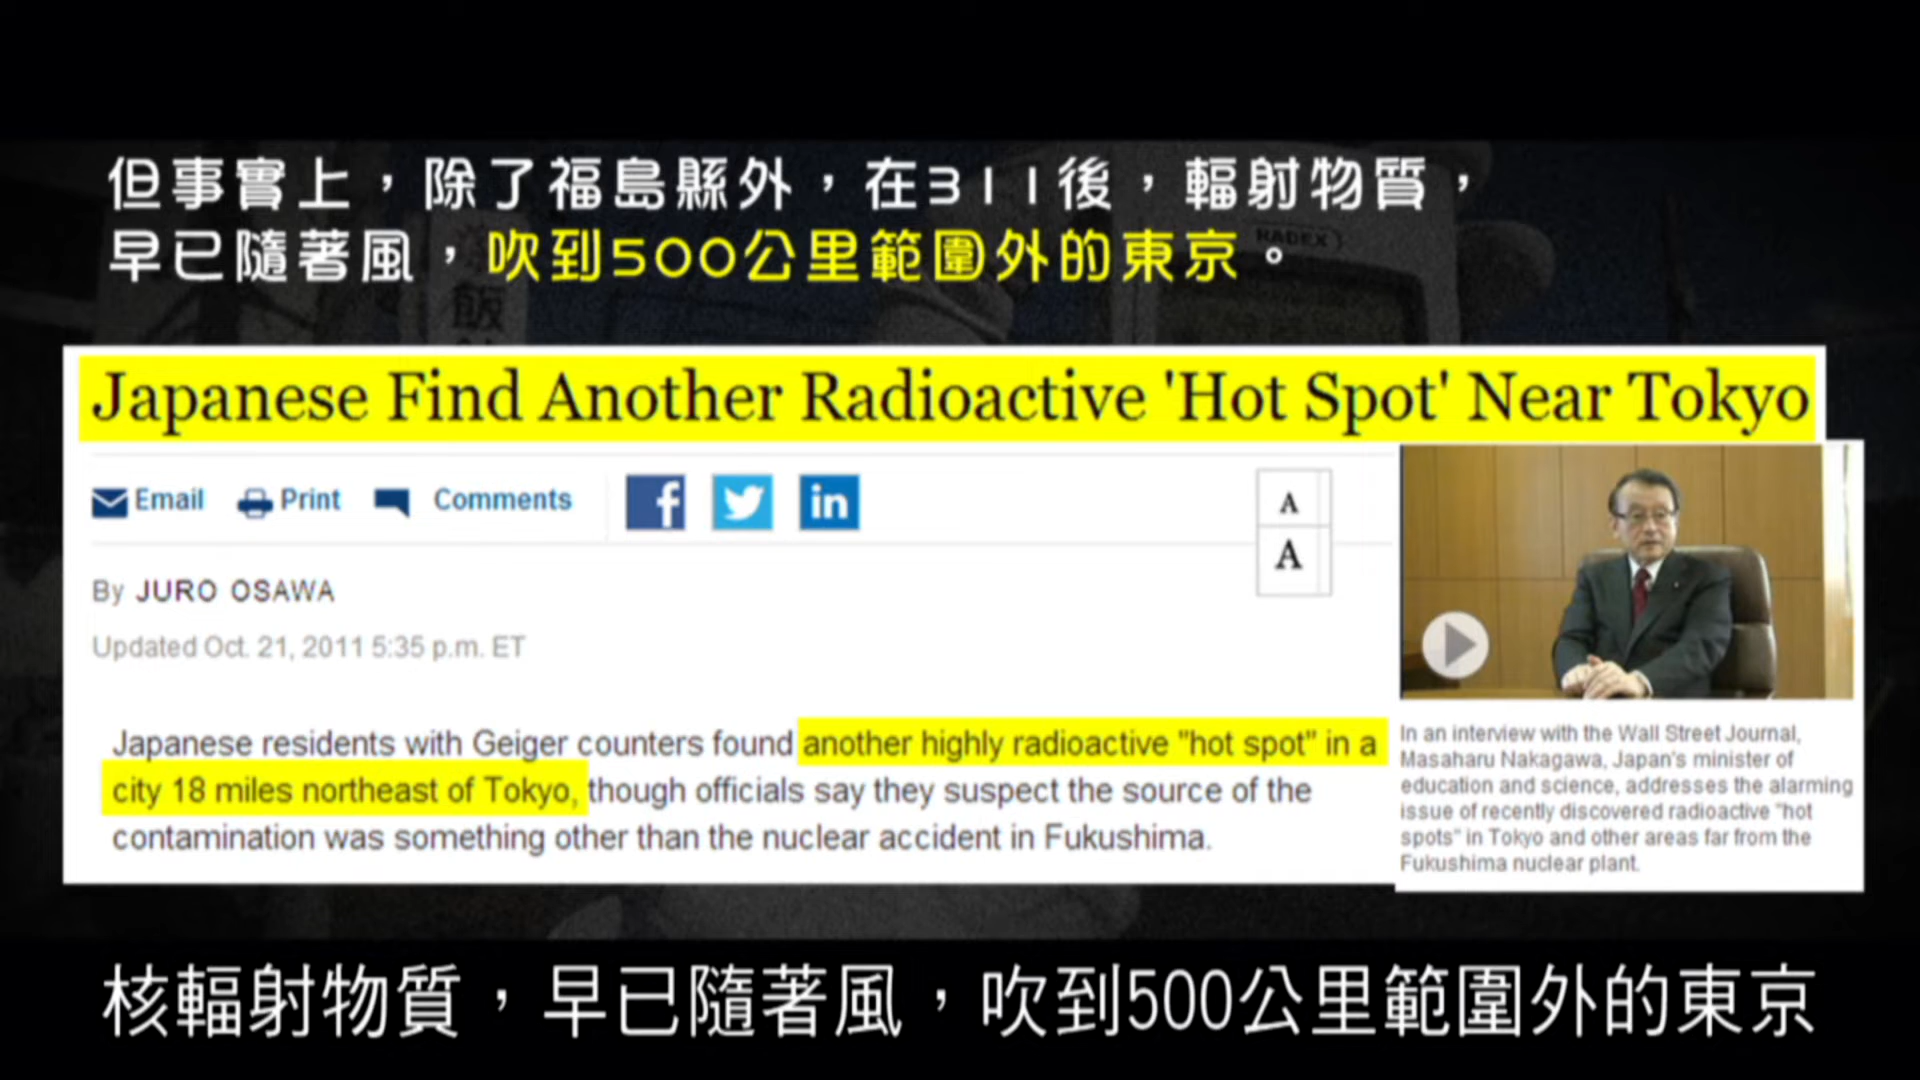 但事實上，除了福島縣外，在311後，輻射物質，
早已隨著風，吹到500公里範圍外的東京。
RADEX
飯
Japanese Find Another Radioactive 'Hot Spot' Near Tokyo
Email Print Comments f in A
A
By JURO OSAWA
Updated Oct. 21, 2011 5:35 p.m. ET
Japanese residents with Geiger counters found another highly radioactive "hot spot" in a
city 18 miles northeast of Tokyo, though officials say they suspect the source of the
contamination was something other than the nuclear accident in Fukushima.
In an interview with the Wall Street Journal,
Masaharu Nakagawa, Japan's minister of
education and science, addresses the alarming
issue of recently discovered radioactive "hot
spots" in Tokyo and other areas far from the
Fukushima nuclear plant.
核輻射物質，早已隨著風，吹到500公里範圍外的東京